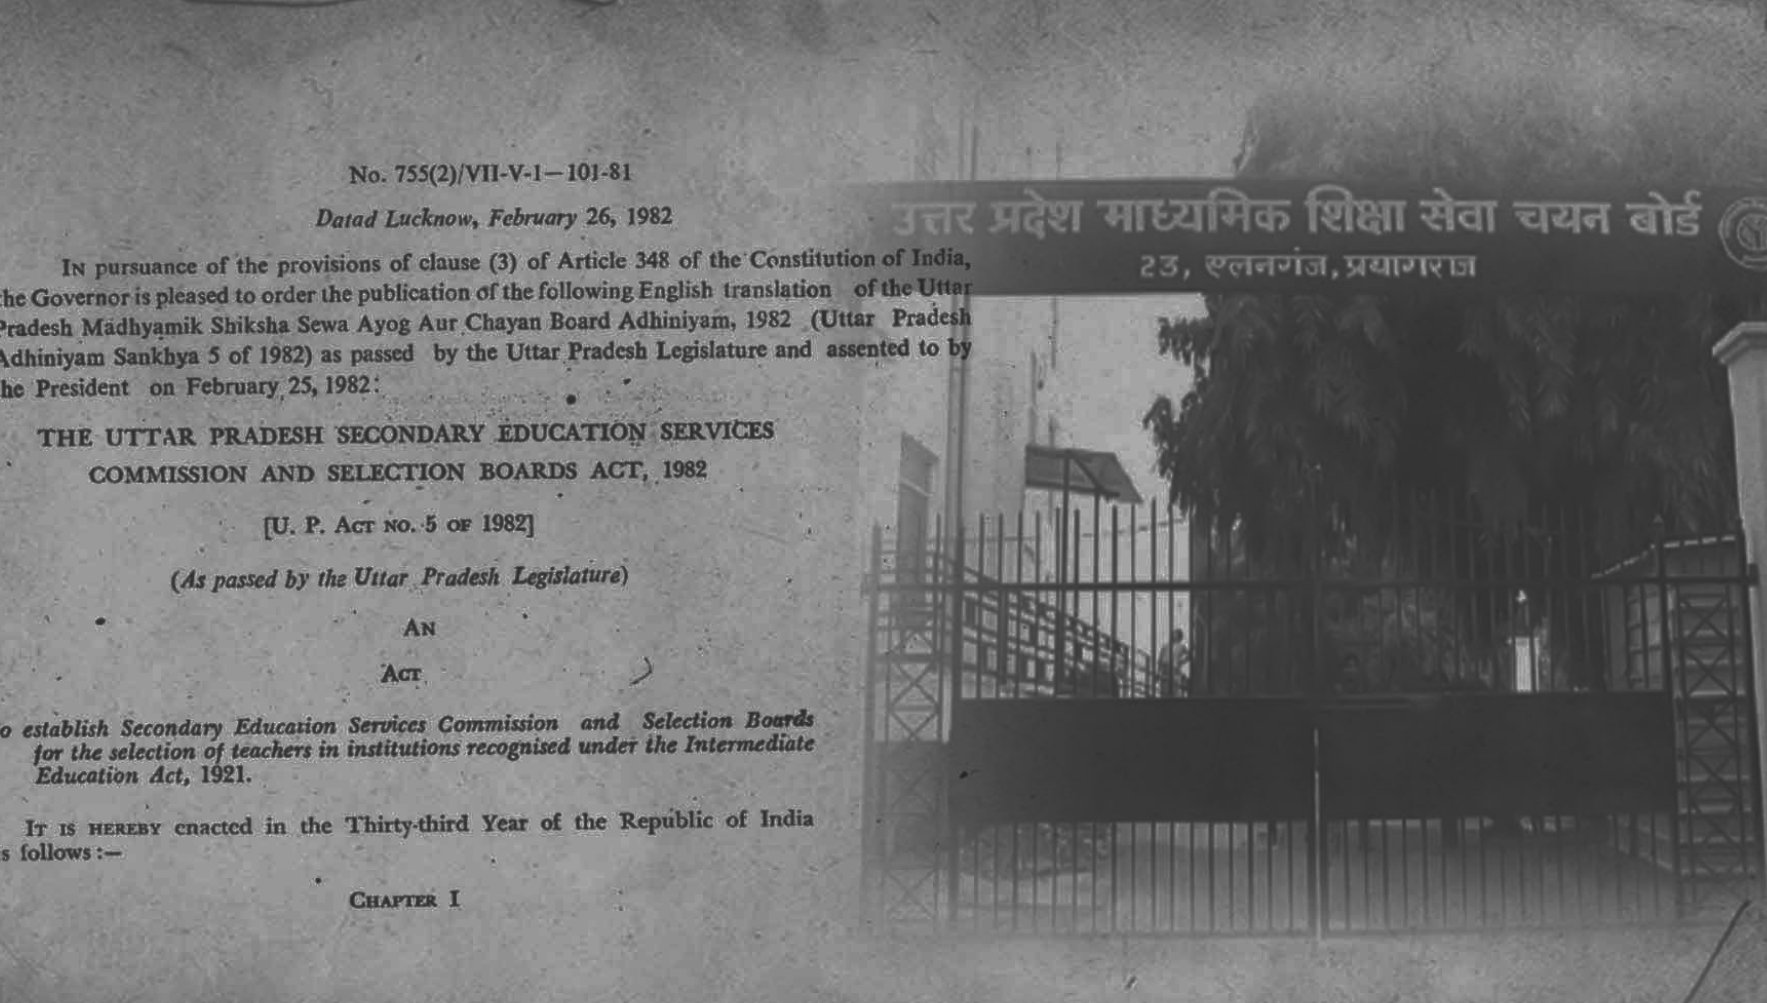 No. 755(2)/VII-V-1—101-81
Datad Lucknow, February 26, 1982
IN pursuance of the provisions of clause (3) of Article 348 of the Constitution of India,
he Governor is pleased to order the publication of the following English translation of the Uttar
Pradesh Madhyamik Shiksha Sewa Ayog Aur Chayan Board Adhiniyam, 1982 (Uttar Pradesh
Adhiniyam Sankhya 5 of 1982) as passed by the Uttar Pradesh Legislature and assented to by
he President on February 25, 1982:
THE UTTAR PRADESH SECONDARY EDUCATION SERVICES
COMMISSION AND SELECTION BOARDS ACT, 1982
[U. P. ACT NO. 5 OF 1982]
(As passed by the Uttar Pradesh Legislature)
AN
ACT
o establish Secondary Education Services Commission and Selection Boards
for the selection of teachers in institutions recognised under the Intermediate
Education Act, 1921.
IT IS HEREBY enacted in the Thirty-third Year of the Republic of India
s follows :—
CHAPTER I
उत्तर प्रदेश माध्यमिक शिक्षा सेवा चयन बोर्ड
23, एलनगंज, प्रयागराज